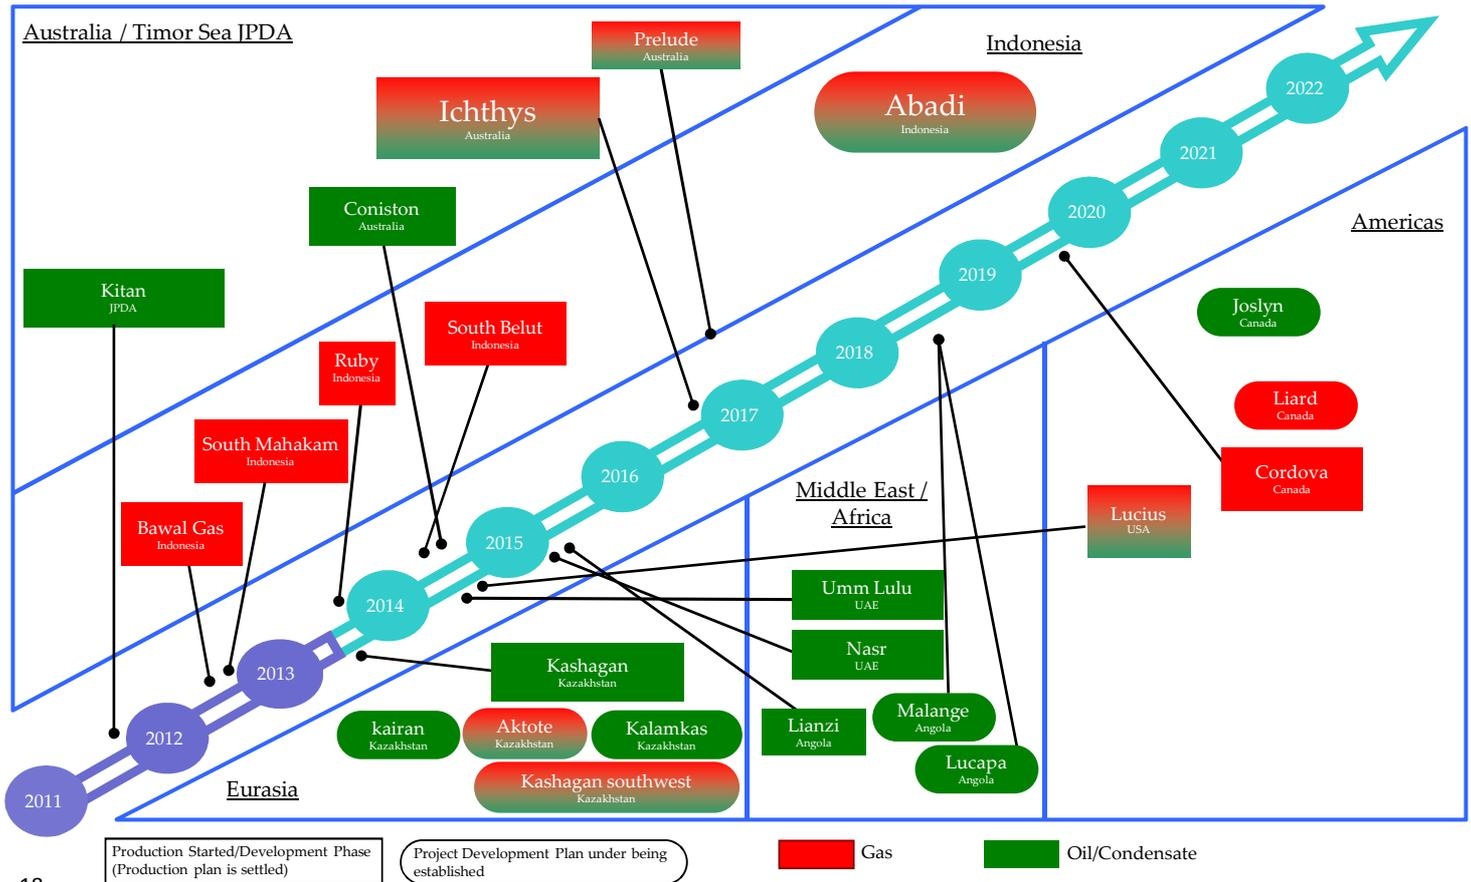 Australia / Timor Sea JPDA
Prelude
Australia
Indonesia
Ichthys
Australia
Abadi
Indonesia
2022
2021
2020
2019
2018
2017
2016
2015
2014
2013
2012
2011
Americas
Coniston
Australia
Kitan
JPDA
South Belut
Indonesia
Ruby
Indonesia
South Mahakam
Indonesia
Bawal Gas
Indonesia
Joslyn
Canada
Liard
Canada
Cordova
Canada
Lucius
USA
Middle East /
Africa
Umm Lulu
UAE
Nasr
UAE
Lianzi
Angola
Malange
Angola
Lucapa
Angola
Kashagan
Kazakhstan
kairan
Kazakhstan
Aktote
Kazakhstan
Kalamkas
Kazakhstan
Kashagan southwest
Kazakhstan
Eurasia
Production Started/Development Phase
(Production plan is settled)
Project Development Plan under being
established
Gas
Oil/Condensate